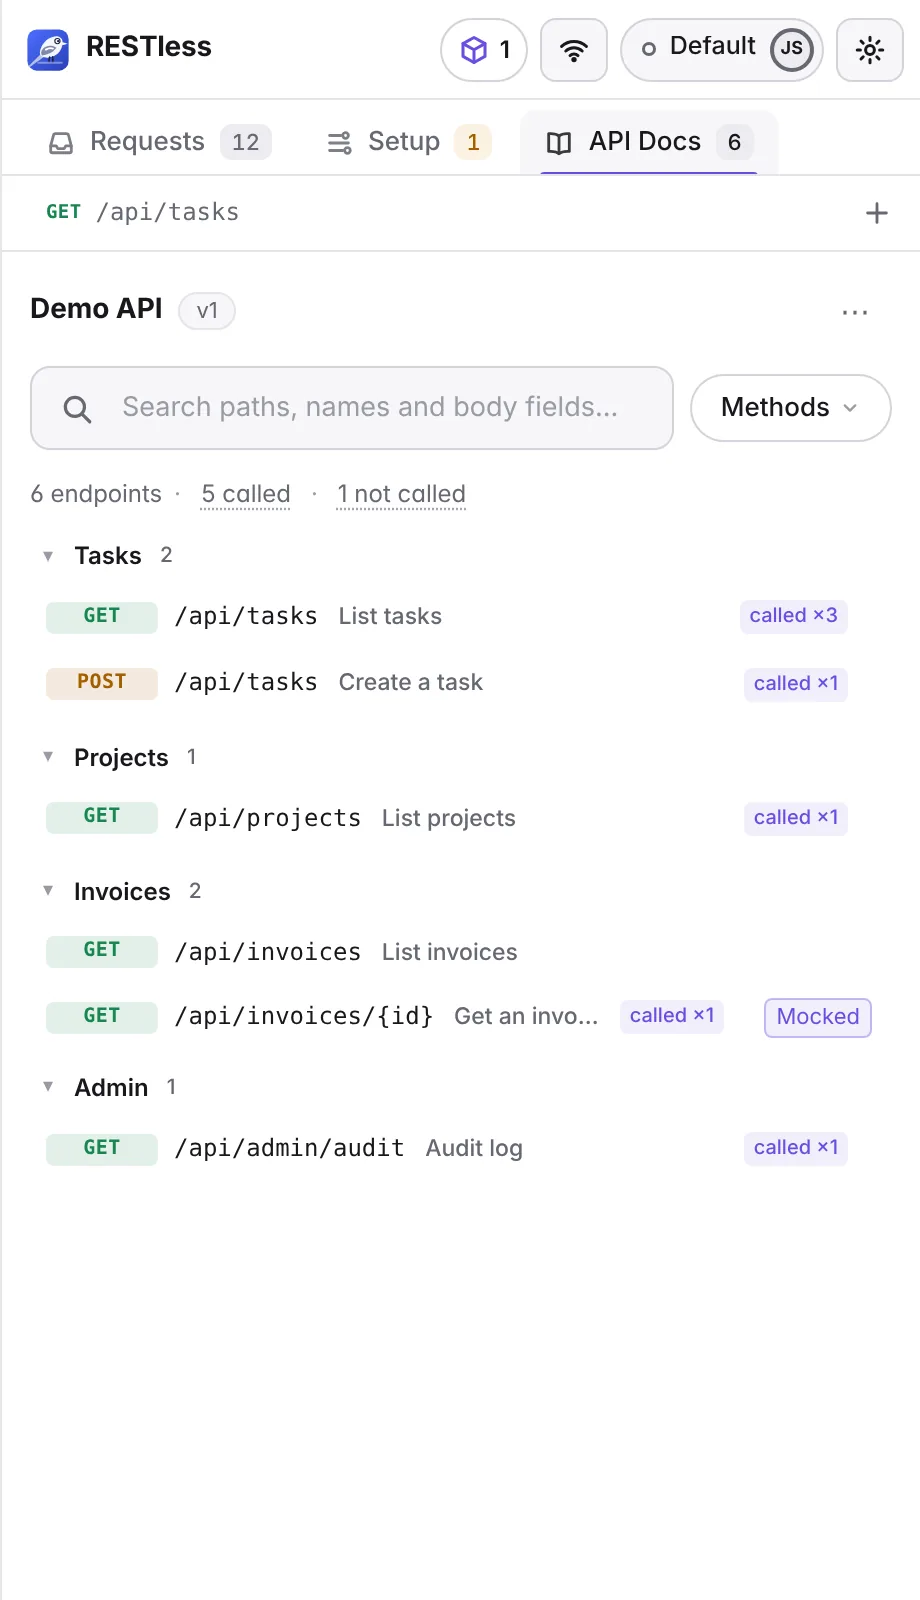 RESTless
1
Default
JS
Requests 12
Setup 1
API Docs 6
GET /api/tasks
Demo API v1
Search paths, names and body fields...
Methods
6 endpoints · 5 called · 1 not called
Tasks 2
GET /api/tasks List tasks called ×3
POST /api/tasks Create a task called ×1
Projects 1
GET /api/projects List projects called ×1
Invoices 2
GET /api/invoices List invoices
GET /api/invoices/{id} Get an invo... called ×1 Mocked
Admin 1
GET /api/admin/audit Audit log called ×1